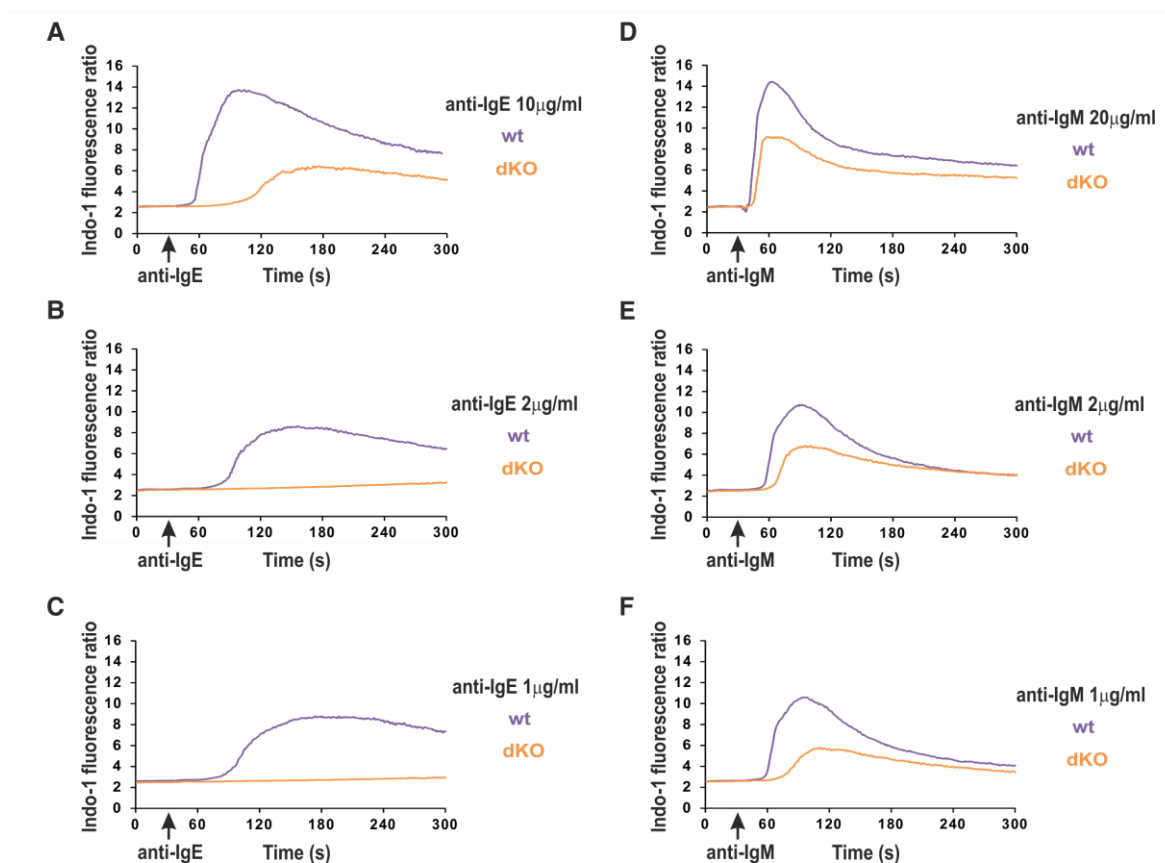 A
Indo-1 fluorescence ratio
16
14
12
10
8
6
4
2
0
0 60 120 180 240 300
anti-IgE Time (s)
anti-IgE 10μg/ml
wt
dKO
D
Indo-1 fluorescence ratio
16
14
12
10
8
6
4
2
0
0 60 120 180 240 300
anti-IgM Time (s)
anti-IgM 20μg/ml
wt
dKO
B
Indo-1 fluorescence ratio
16
14
12
10
8
6
4
2
0
0 60 120 180 240 300
anti-IgE Time (s)
anti-IgE 2μg/ml
wt
dKO
E
Indo-1 fluorescence ratio
16
14
12
10
8
6
4
2
0
0 60 120 180 240 300
anti-IgM Time (s)
anti-IgM 2μg/ml
wt
dKO
C
Indo-1 fluorescence ratio
16
14
12
10
8
6
4
2
0
0 60 120 180 240 300
anti-IgE Time (s)
anti-IgE 1μg/ml
wt
dKO
F
Indo-1 fluorescence ratio
16
14
12
10
8
6
4
2
0
0 60 120 180 240 300
anti-IgM Time (s)
anti-IgM 1μg/ml
wt
dKO